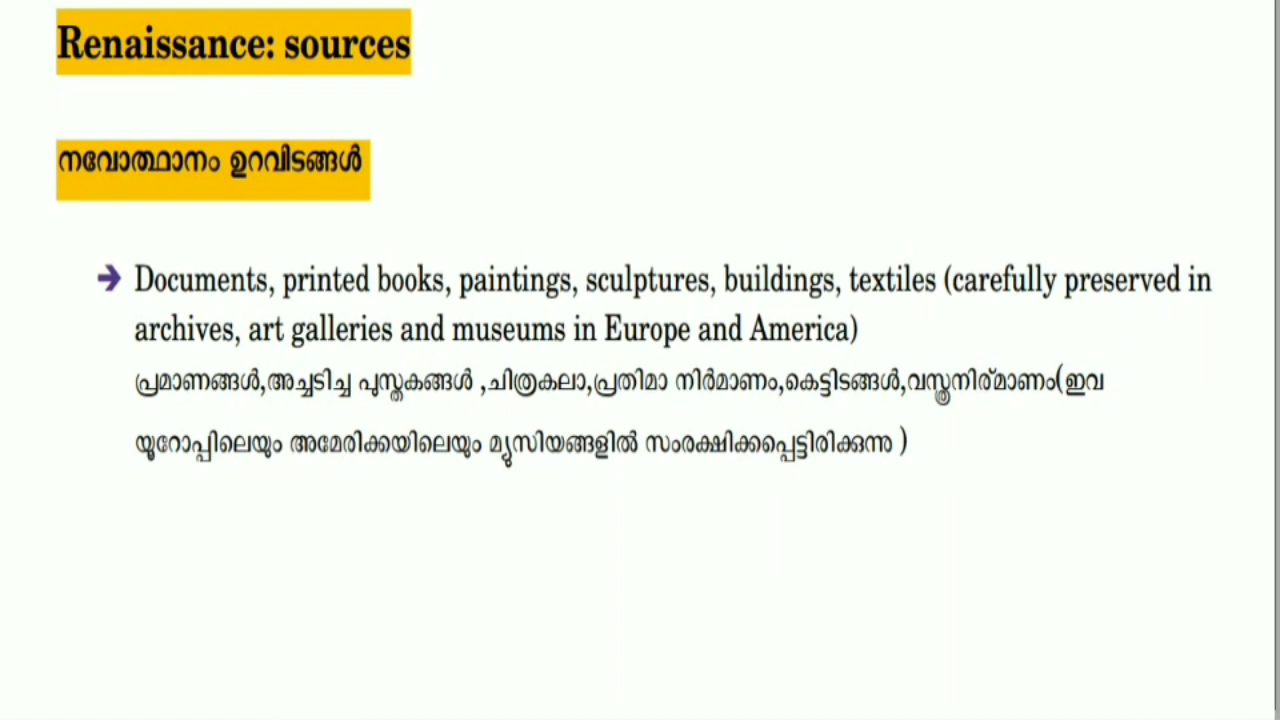 Renaissance: sources
നവോത്ഥാനം ഉറവിടങ്ങൾ
➔ Documents, printed books, paintings, sculptures, buildings, textiles (carefully preserved in
archives, art galleries and museums in Europe and America)
പ്രമാണങ്ങൾ,അച്ചടിച്ച പുസ്തകങ്ങൾ ,ചിത്രകലാ,പ്രതിമാ നിർമാണം,കെട്ടിടങ്ങൾ,വസ്ത്രനിര്മാണം(ഇവ
യൂറോപ്പിലെയും അമേരിക്കയിലെയും മ്യുസിയങ്ങളിൽ സംരക്ഷിക്കപ്പെട്ടിരിക്കുന്നു )